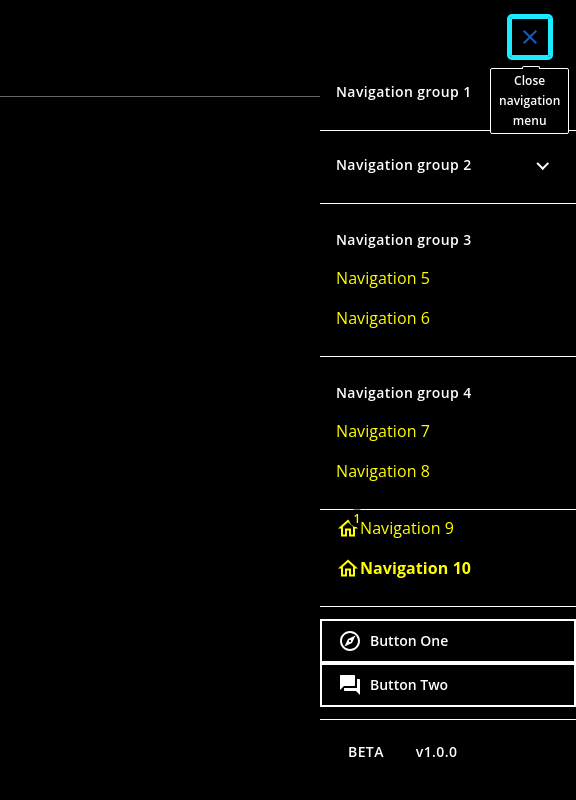 Close
navigation
menu
Navigation group 1
Navigation group 2
Navigation group 3
Navigation 5
Navigation 6
Navigation group 4
Navigation 7
Navigation 8
1
Navigation 9
Navigation 10
Button One
Button Two
BETA v1.0.0